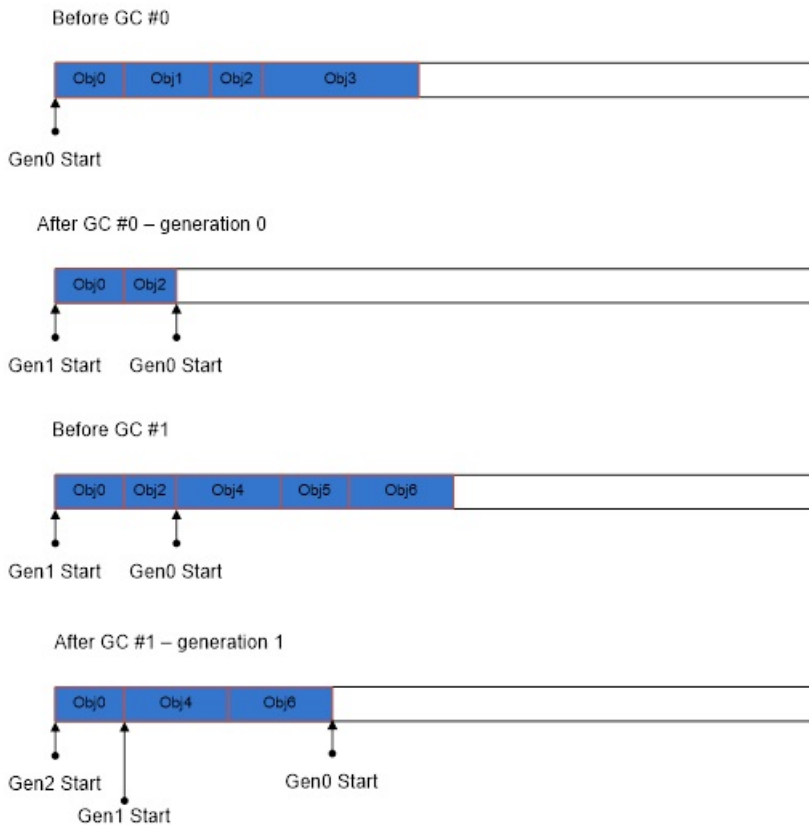 Before GC #0
Obj0 Obj1 Obj2 Obj3
Gen0 Start
After GC #0 – generation 0
Obj0 Obj2
Gen1 Start Gen0 Start
Before GC #1
Obj0 Obj2 Obj4 Obj5 Obj6
Gen1 Start Gen0 Start
After GC #1 – generation 1
Obj0 Obj4 Obj6
Gen2 Start Gen0 Start
Gen1 Start